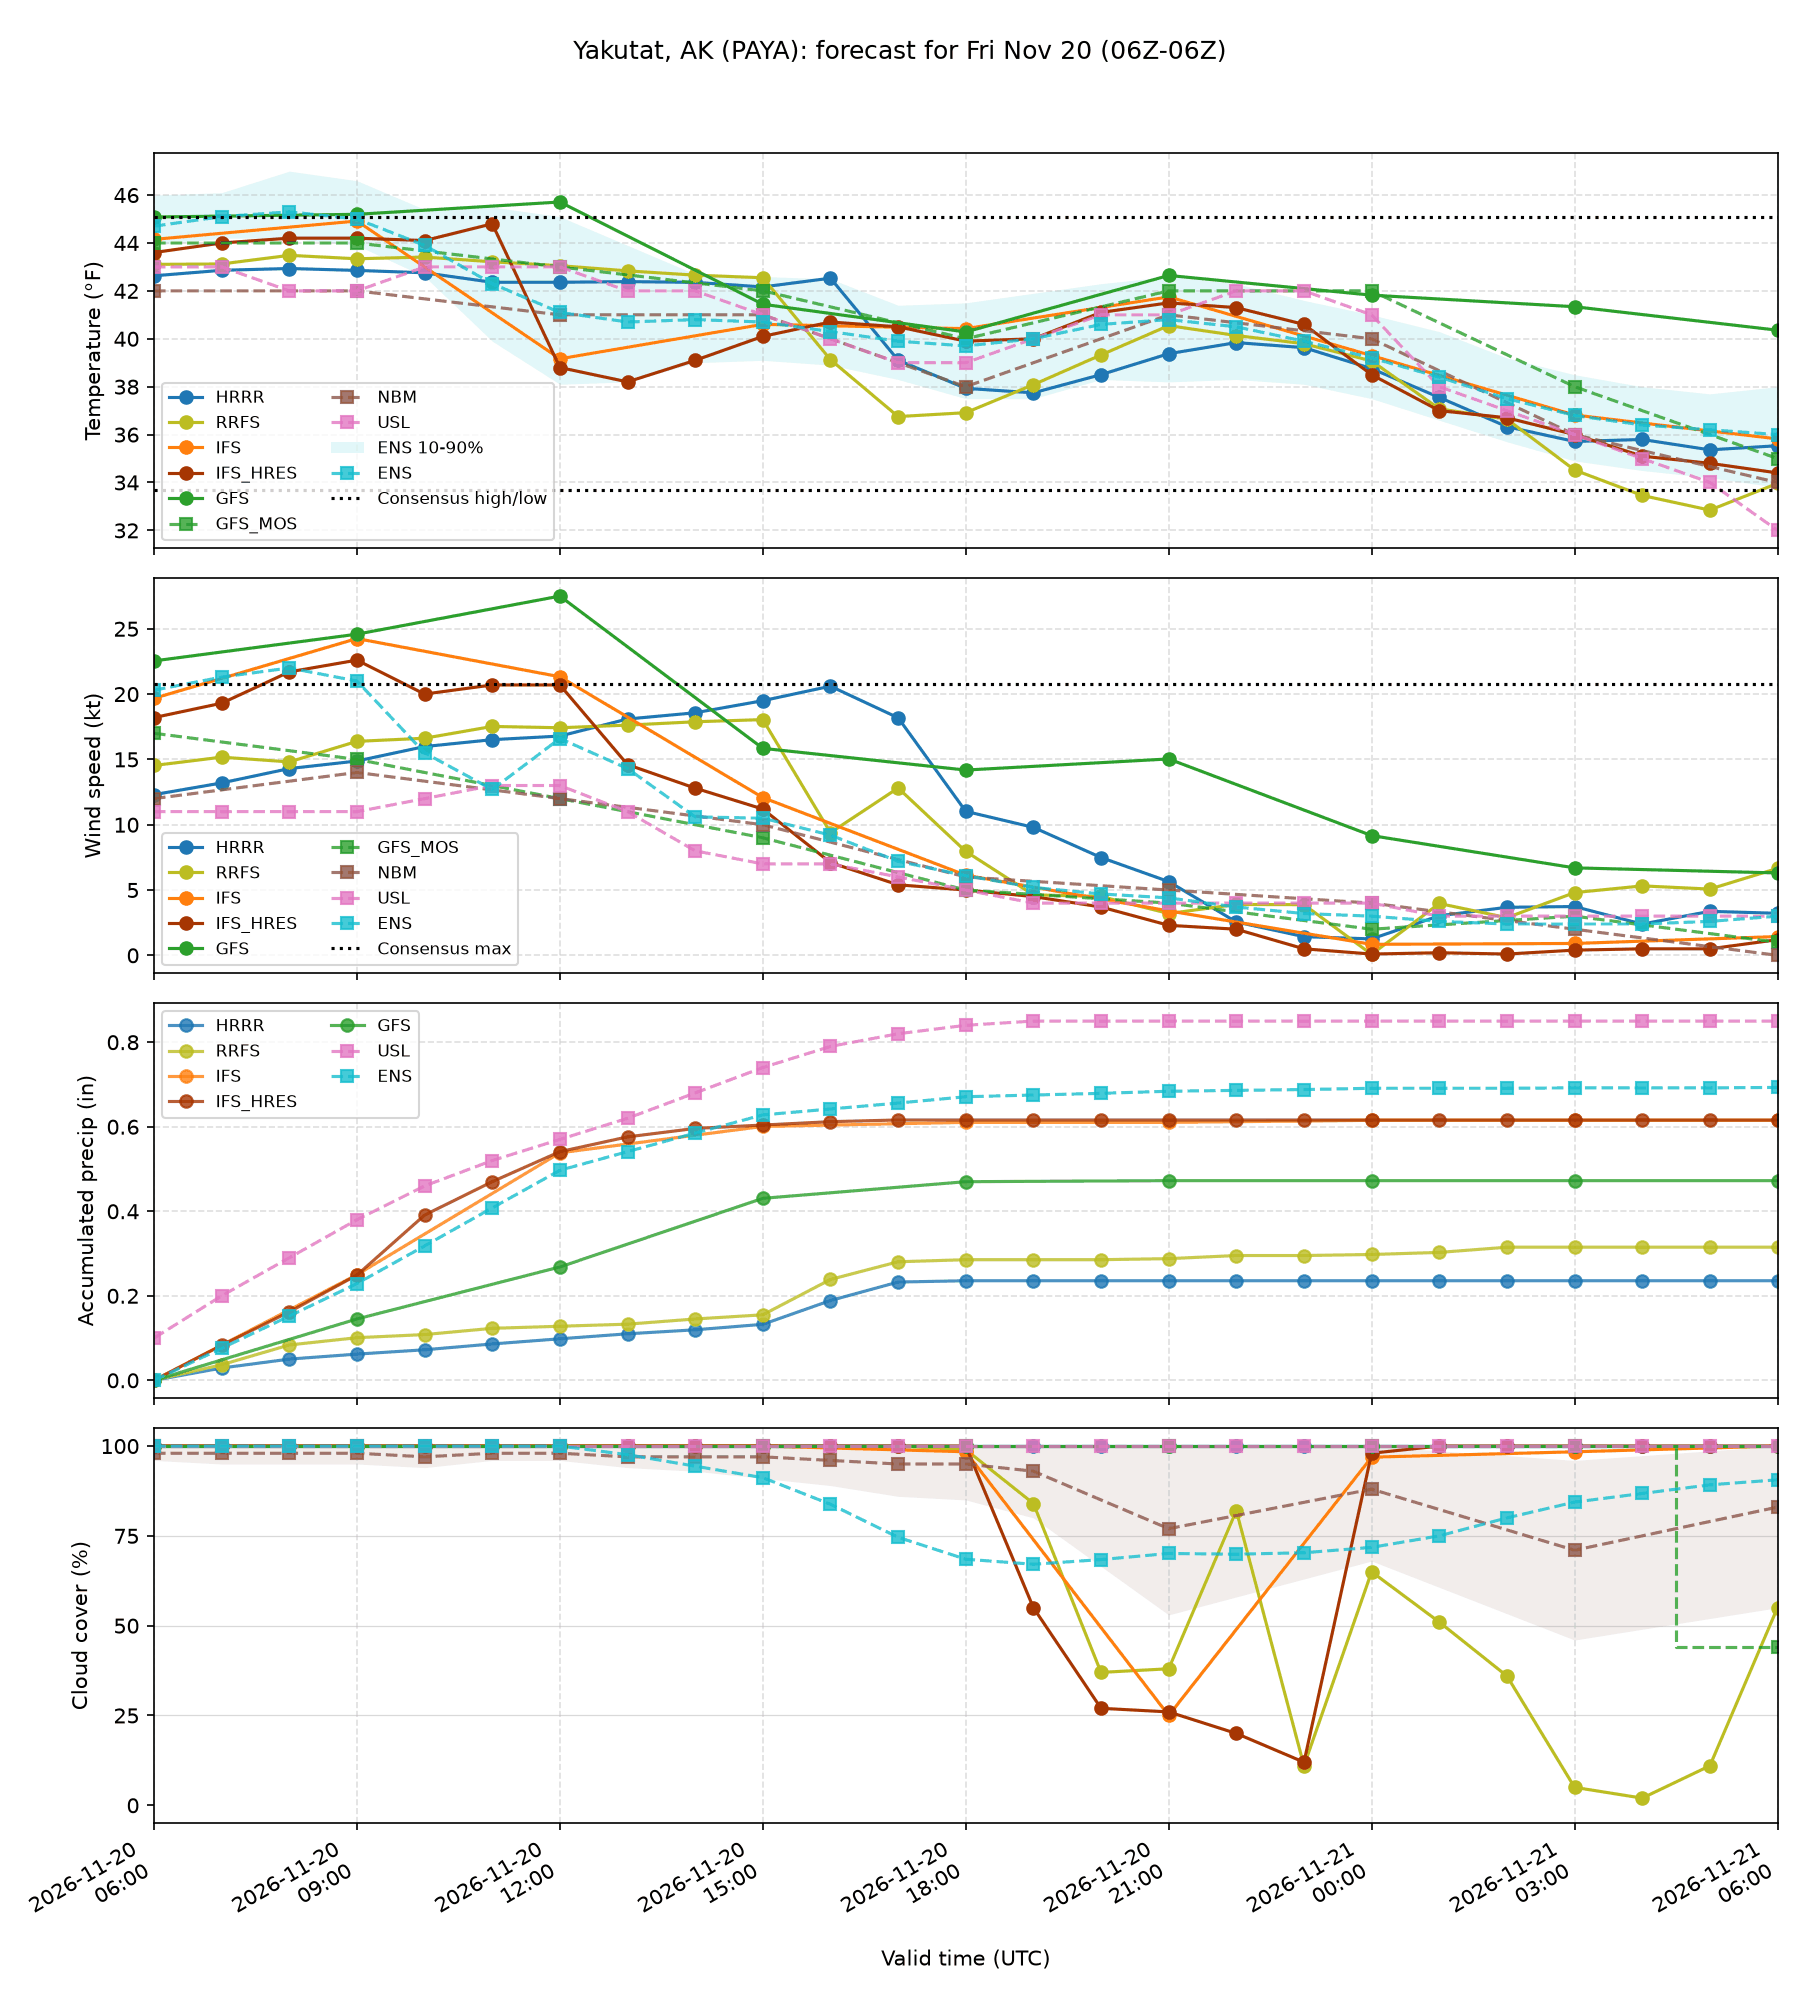 Yakutat, AK (PAYA): forecast for Fri Nov 20 (06Z-06Z)
Temperature (°F)
46
44
42
40
38
36
34
32
HRRR
RRFS
IFS
IFS_HRES
GFS
GFS_MOS
NBM
USL
ENS 10-90%
ENS
Consensus high/low
Wind speed (kt)
25
20
15
10
5
0
HRRR
RRFS
IFS
IFS_HRES
GFS
GFS_MOS
NBM
USL
ENS
Consensus max
Accumulated precip (in)
0.8
0.6
0.4
0.2
0.0
HRRR
RRFS
IFS
IFS_HRES
GFS
USL
ENS
Cloud cover (%)
100
75
50
25
0
2026-11-20
06:00
2026-11-20
09:00
2026-11-20
12:00
2026-11-20
15:00
2026-11-20
18:00
2026-11-20
21:00
2026-11-21
00:00
2026-11-21
03:00
2026-11-21
06:00
Valid time (UTC)